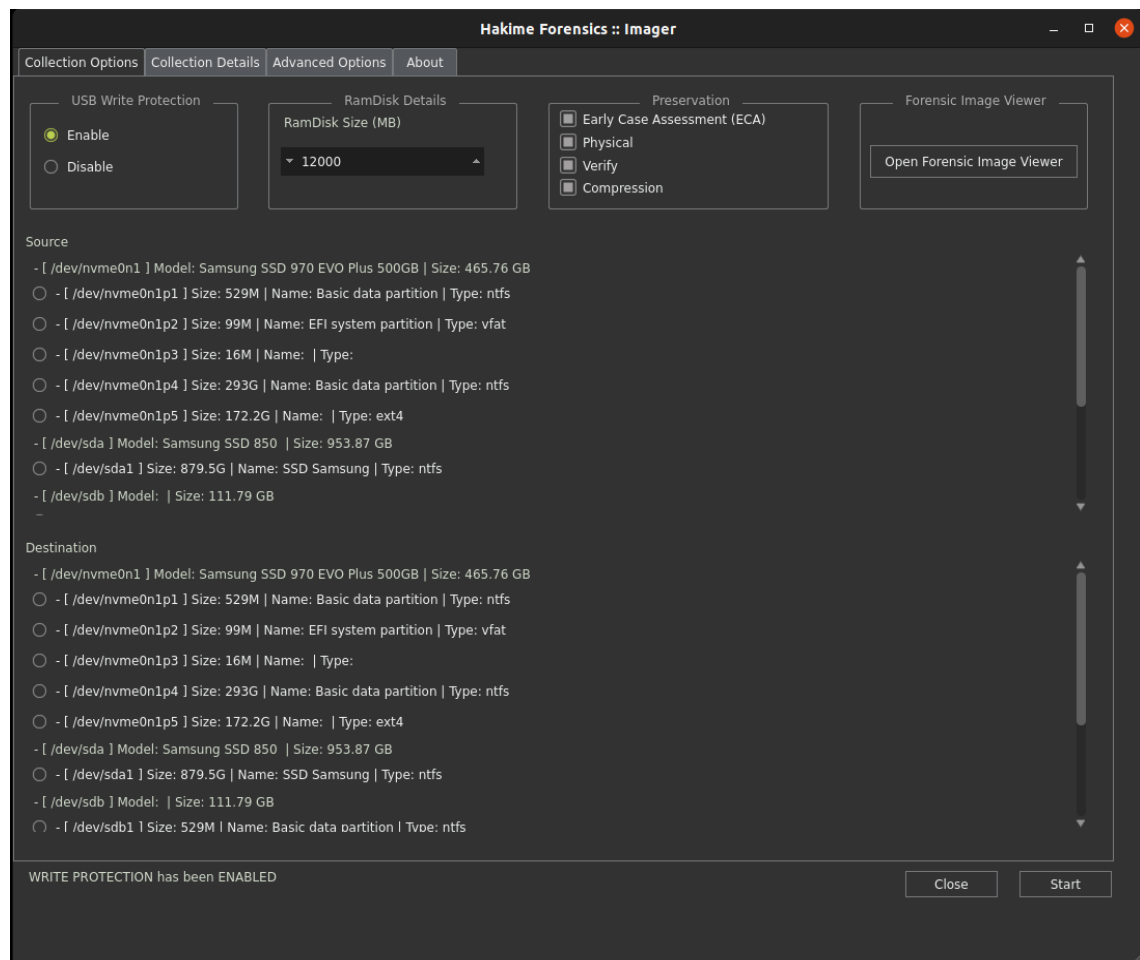 Hakime Forensics :: Imager
Collection Options Collection Details Advanced Options About
USB Write Protection
Enable
Disable
RamDisk Details
RamDisk Size (MB)
12000
Preservation
Early Case Assessment (ECA)
Physical
Verify
Compression
Forensic Image Viewer
Open Forensic Image Viewer
Source
- [ /dev/nvme0n1 ] Model: Samsung SSD 970 EVO Plus 500GB | Size: 465.76 GB
- [ /dev/nvme0n1p1 ] Size: 529M | Name: Basic data partition | Type: ntfs
- [ /dev/nvme0n1p2 ] Size: 99M | Name: EFI system partition | Type: vfat
- [ /dev/nvme0n1p3 ] Size: 16M | Name: | Type:
- [ /dev/nvme0n1p4 ] Size: 293G | Name: Basic data partition | Type: ntfs
- [ /dev/nvme0n1p5 ] Size: 172.2G | Name: | Type: ext4
- [ /dev/sda ] Model: Samsung SSD 850 | Size: 953.87 GB
- [ /dev/sda1 ] Size: 879.5G | Name: SSD Samsung | Type: ntfs
- [ /dev/sdb ] Model: | Size: 111.79 GB
Destination
- [ /dev/nvme0n1 ] Model: Samsung SSD 970 EVO Plus 500GB | Size: 465.76 GB
- [ /dev/nvme0n1p1 ] Size: 529M | Name: Basic data partition | Type: ntfs
- [ /dev/nvme0n1p2 ] Size: 99M | Name: EFI system partition | Type: vfat
- [ /dev/nvme0n1p3 ] Size: 16M | Name: | Type:
- [ /dev/nvme0n1p4 ] Size: 293G | Name: Basic data partition | Type: ntfs
- [ /dev/nvme0n1p5 ] Size: 172.2G | Name: | Type: ext4
- [ /dev/sda ] Model: Samsung SSD 850 | Size: 953.87 GB
- [ /dev/sda1 ] Size: 879.5G | Name: SSD Samsung | Type: ntfs
- [ /dev/sdb ] Model: | Size: 111.79 GB
- [ /dev/sdb1 ] Size: 529M | Name: Basic data partition | Type: ntfs
WRITE PROTECTION has been ENABLED
Close Start